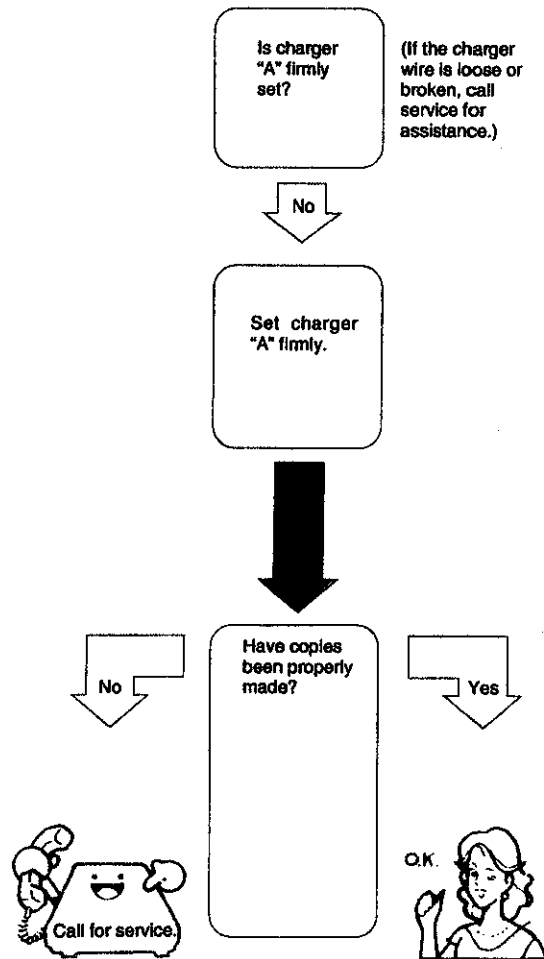 Is charger
"A" firmly
set?
(If the charger
wire is loose or
broken, call
service for
assistance.)
No
Set charger
"A" firmly.
Have copies
been properly
made?
No
Yes
Call for service.
O.K.